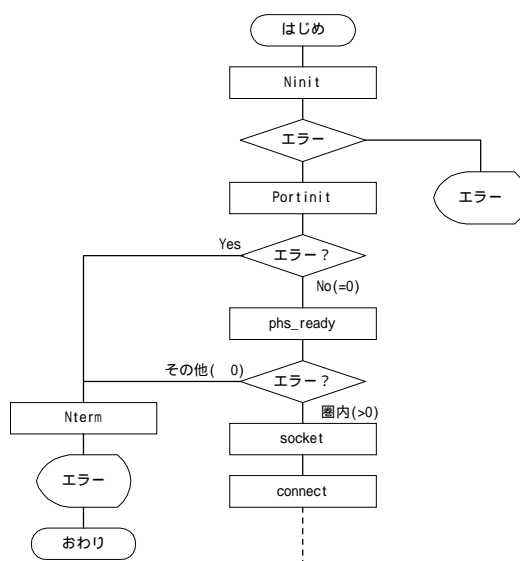 はじめ
Ninit
エラー
Portinit
エラー
Yes
エラー？
No(=0)
phs_ready
その他(　0)
エラー？
圏内(>0)
Nterm
socket
エラー
connect
おわり